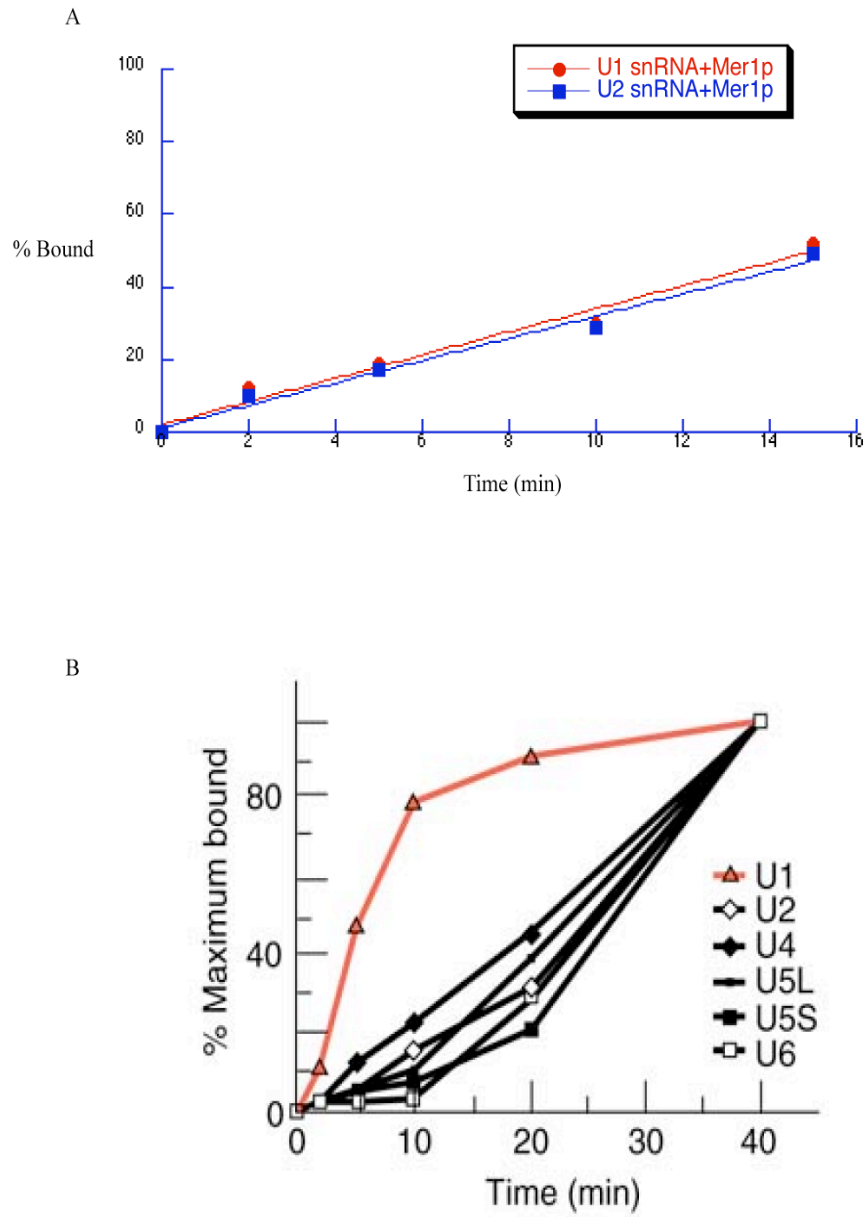 A
U1 snRNA+Mer1p
U2 snRNA+Mer1p
100
80
60
% Bound
40
20
0
0 2 4 6 8 10 12 14 16
Time (min)
B
% Maximum bound
80
40
0
U1
U2
U4
U5L
U5S
U6
0 10 20 30 40
Time (min)